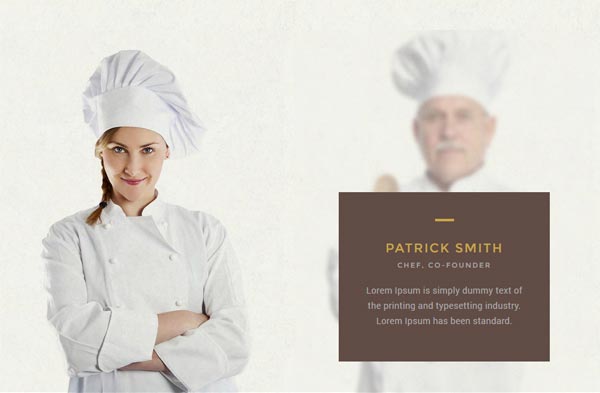 PATRICK SMITH
CHEF, CO-FOUNDER
Lorem Ipsum is simply dummy text of
the printing and typesetting industry.
Lorem Ipsum has been standard.